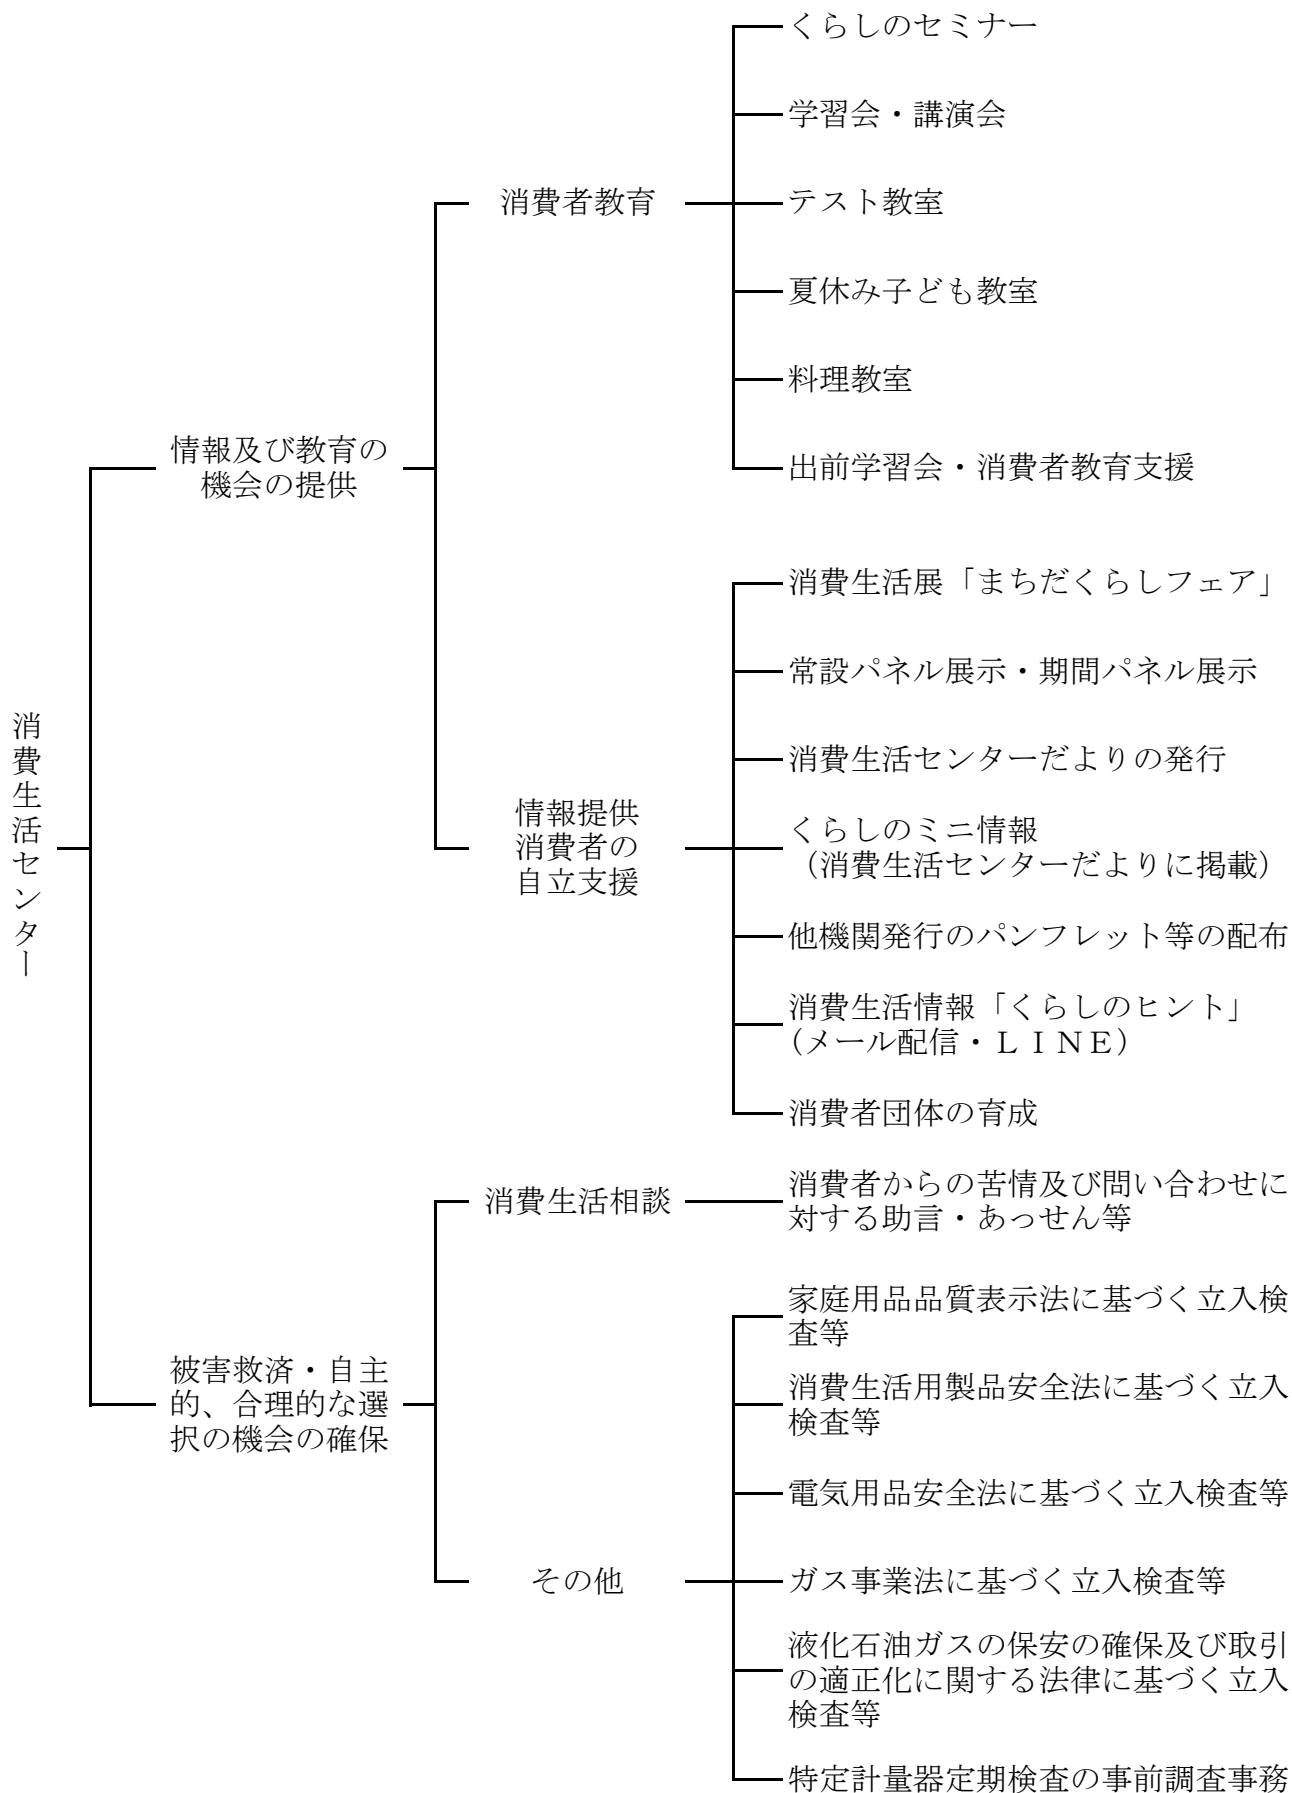 消費生活センター
情報及び教育の
機会の提供
消費者教育
くらしのセミナー
学習会・講演会
テスト教室
夏休み子ども教室
料理教室
出前学習会・消費者教育支援
情報提供
消費者の
自立支援
消費生活展「まちだくらしフェア」
常設パネル展示・期間パネル展示
消費生活センターだよりの発行
くらしのミニ情報
（消費生活センターだよりに掲載）
他機関発行のパンフレット等の配布
消費生活情報「くらしのヒント」
（メール配信・ＬＩＮＥ）
消費者団体の育成
被害救済・自主
的、合理的な選
択の機会の確保
消費生活相談
消費者からの苦情及び問い合わせに
対する助言・あっせん等
その他
家庭用品品質表示法に基づく立入検
査等
消費生活用製品安全法に基づく立入
検査等
電気用品安全法に基づく立入検査等
ガス事業法に基づく立入検査等
液化石油ガスの保安の確保及び取引
の適正化に関する法律に基づく立入
検査等
特定計量器定期検査の事前調査事務